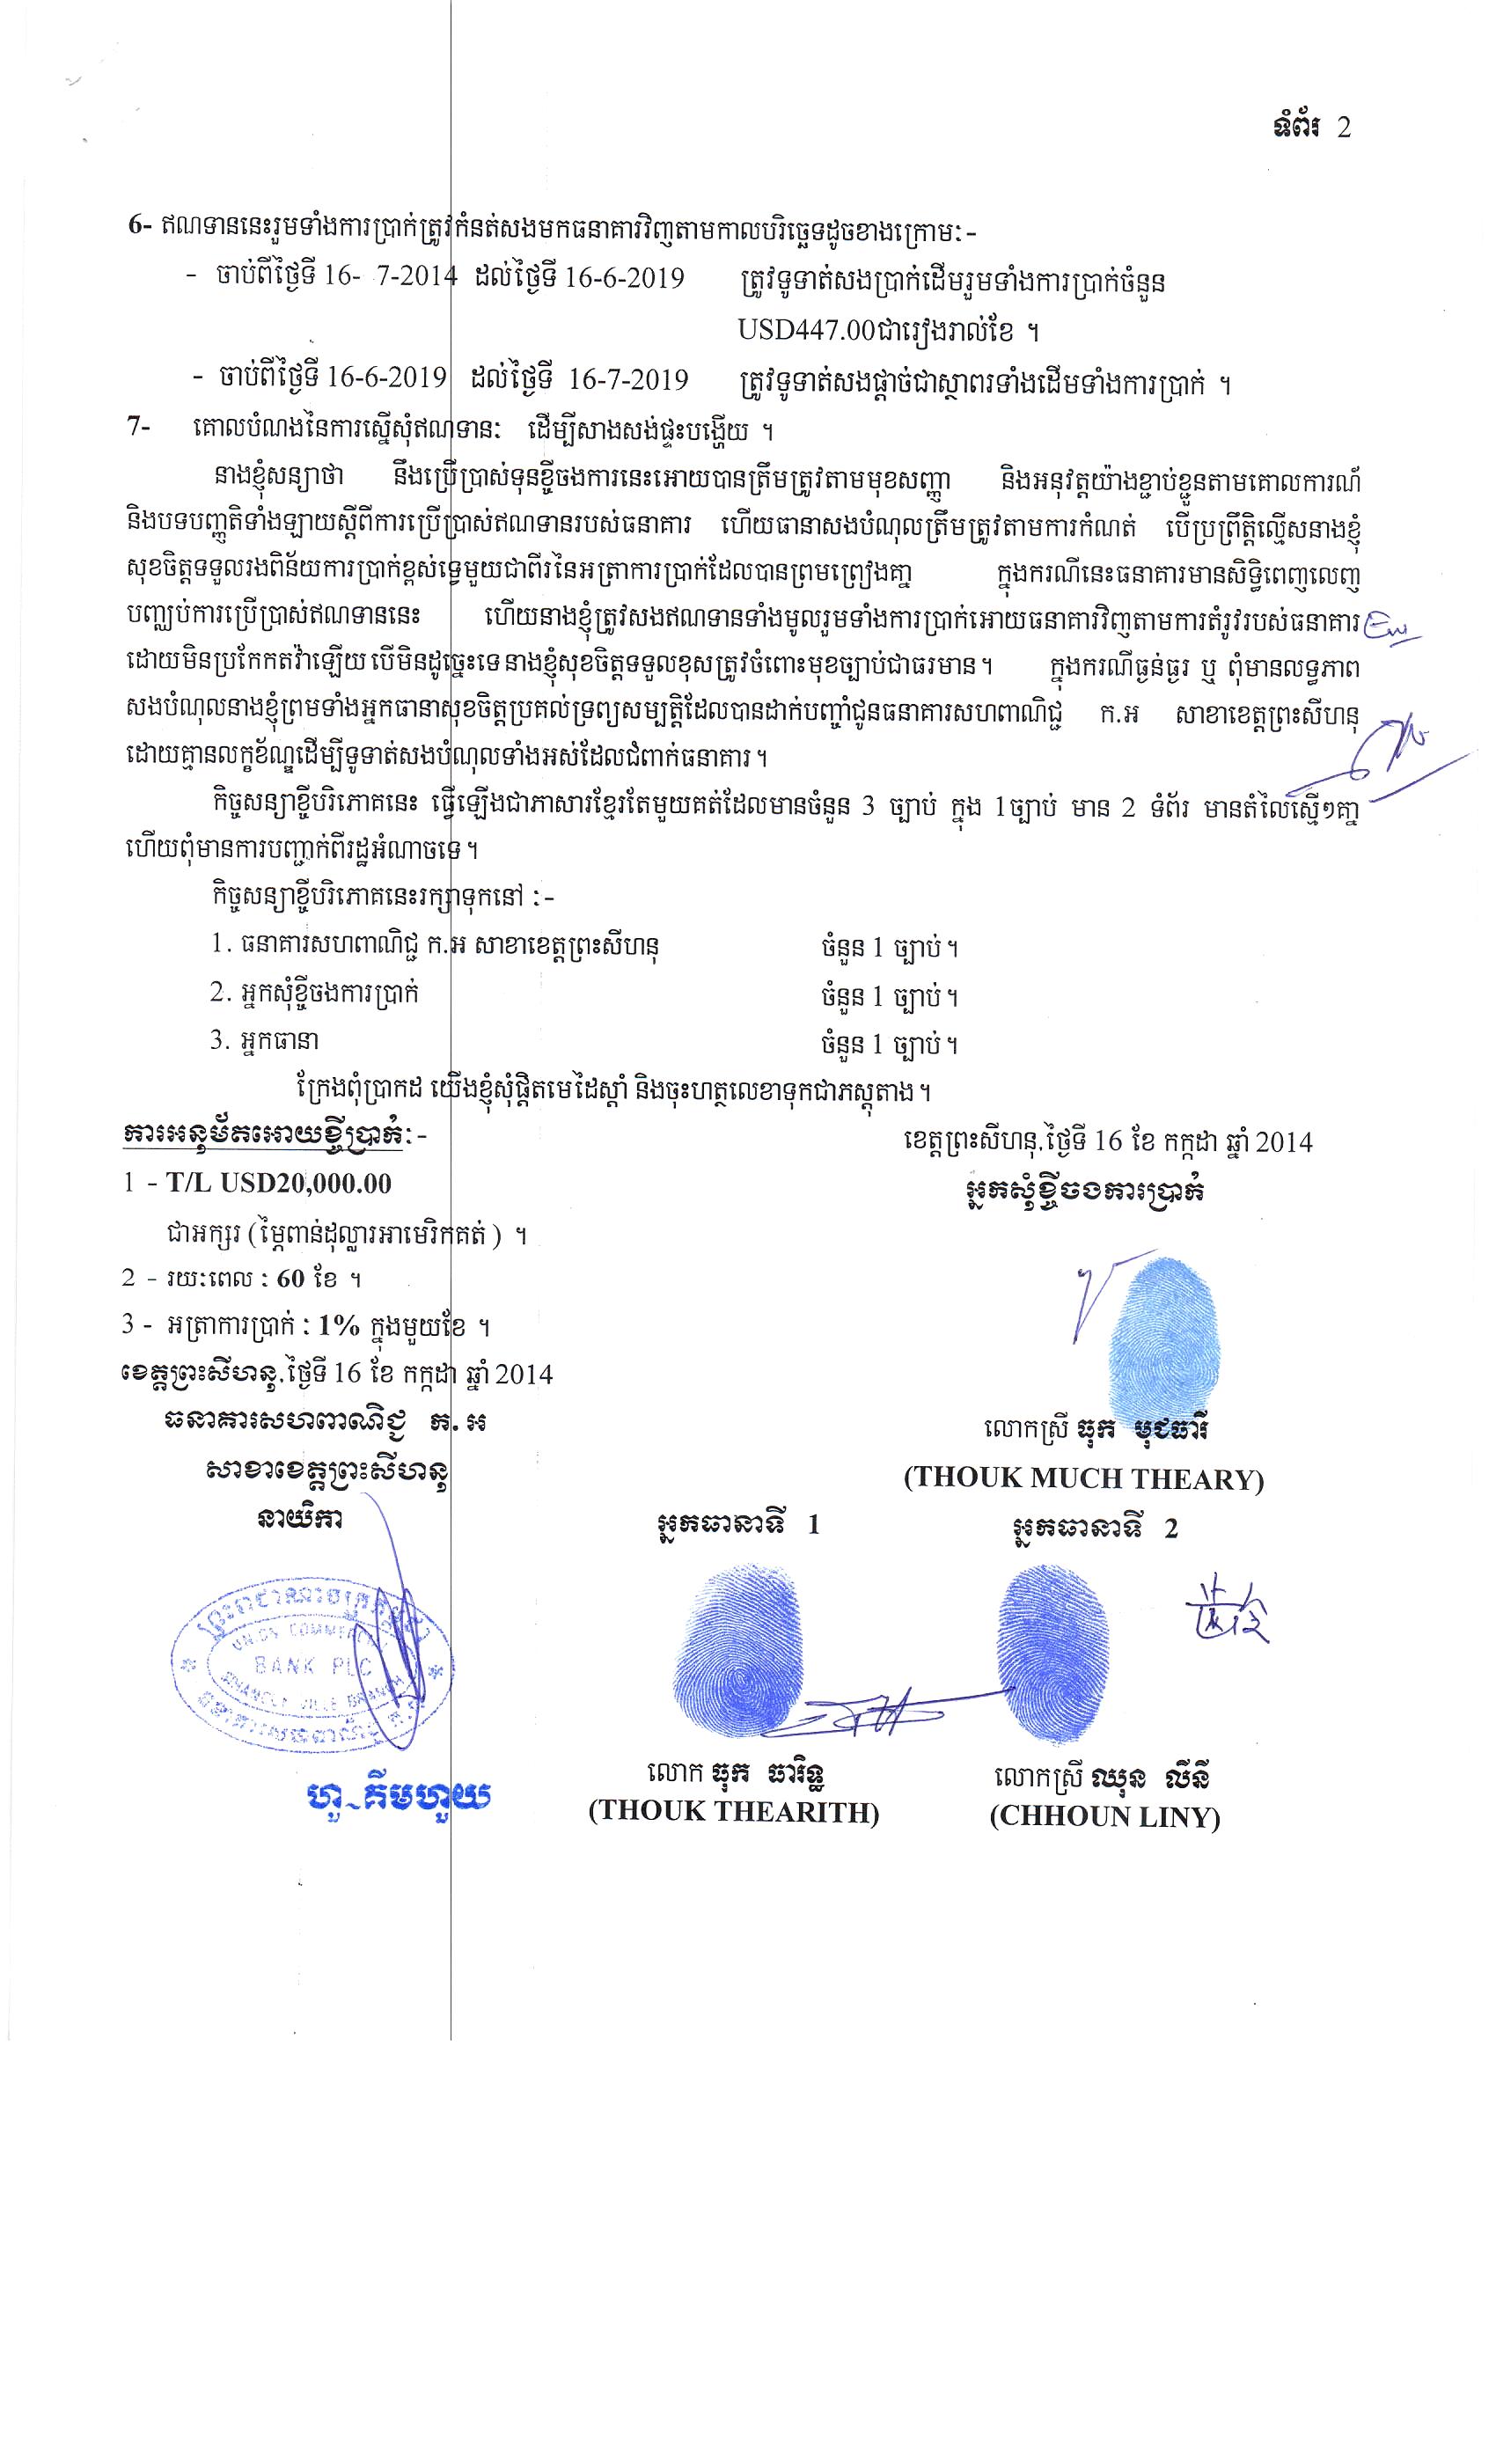 ទំព័រ 2
6- ឥណទាននេះរួមទាំងការប្រាក់ត្រូវកំនត់សងមកធនាគារវិញតាមកាលបរិច្ឆេទដូចខាងក្រោម:-
- ចាប់ពីថ្ងៃទី 16- 7-2014 ដល់ថ្ងៃទី 16-6-2019 ត្រូវទូទាត់សងប្រាក់ដើមរួមទាំងការប្រាក់ចំនួន
USD447.00ជារៀងរាល់ខែ ។
- ចាប់ពីថ្ងៃទី 16-6-2019 ដល់ថ្ងៃទី 16-7-2019 ត្រូវទូទាត់សងផ្តាច់ជាស្ថាពរទាំងដើមទាំងការប្រាក់ ។
7- គោលបំណងនៃការស្នើសុំឥណទាន: ដើម្បីសាងសង់ផ្ទះបង្ហើយ ។
នាងខ្ញុំសន្យាថា នឹងប្រើប្រាស់ទុនខ្ចីចងការនេះអោយបានត្រឹមត្រូវតាមមុខសញ្ញា និងអនុវត្តយ៉ាងខ្ជាប់ខ្ជួនតាមគោលការណ៍
និងបទបញ្ញតិទាំងឡាយស្តីពីការប្រើប្រាស់ឥណទានរបស់ធនាគារ ហើយធានាសងបំណុលត្រឹមត្រូវតាមការកំណត់ បើប្រព្រឹត្តិល្មើសនាងខ្ញុំ
សុខចិត្តទទួលរងពិន័យការប្រាក់ខ្ពស់ទ្វេមួយជាពីរនៃអត្រាការប្រាក់ដែលបានព្រមព្រៀងគ្នា ក្នុងករណីនេះធនាគារមានសិទ្ធិពេញលេញ
បញ្ឈប់ការប្រើប្រាស់ឥណទាននេះ ហើយនាងខ្ញុំត្រូវសងឥណទានទាំងមូលរួមទាំងការប្រាក់អោយធនាគារវិញតាមការតំរូវរបស់ធនាគារ
ដោយមិនប្រកែកតវ៉ាឡើយ បើមិនដូច្នេះទេ នាងខ្ញុំសុខចិត្តទទួលខុសត្រូវចំពោះមុខច្បាប់ជាធរមាន ។ ក្នុងករណីធ្ងន់ធ្ងរ ឬ ពុំមានលទ្ធភាព
សងបំណុលនាងខ្ញុំព្រមទាំងអ្នកធានាសុខចិត្តប្រគល់ទ្រព្យសម្បត្តិដែលបានដាក់បញ្ចាំជូនធនាគារសហពាណិជ្ជ ក.អ សាខាខេត្តព្រះសីហនុ
ដោយគ្មានលក្ខខ័ណ្ឌដើម្បីទូទាត់សងបំណុលទាំងអស់ដែលជំពាក់ធនាគារ ។
កិច្ចសន្យាខ្ចីបរិភោគនេះ ធ្វើឡើងជាភាសារខ្មែរតែមួយគត់ដែលមានចំនួន 3 ច្បាប់ ក្នុង 1ច្បាប់ មាន 2 ទំព័រ មានតំលៃស្មើៗគ្នា
ហើយពុំមានការបញ្ជាក់ពីរដ្ឋអំណាចទេ ។
កិច្ចសន្យាខ្ចីបរិភោគនេះរក្សាទុកនៅ :-
1. ធនាគារសហពាណិជ្ជ ក.អ សាខាខេត្តព្រះសីហនុ ចំនួន 1 ច្បាប់ ។
2. អ្នកសុំខ្ចីចងការប្រាក់ ចំនួន 1 ច្បាប់ ។
3. អ្នកធានា ចំនួន 1 ច្បាប់ ។
ក្រែងពុំប្រាកដ យើងខ្ញុំសុំផ្តិតមេដៃស្តាំ និងចុះហត្ថលេខាទុកជាភស្តុតាង ។
ការអនុម័តអោយខ្ចីប្រាក់:-
ខេត្តព្រះសីហនុ.ថ្ងៃទី 16 ខែ កក្កដា ឆ្នាំ 2014
1 - T/L USD20,000.00
អ្នកសុំខ្ចីចងការប្រាក់
ជាអក្សរ ( ម្ភៃពាន់ដុល្លារអាមេរិកគត់ ) ។
2 - រយ:ពេល : 60 ខែ ។
3 - អត្រាការប្រាក់ : 1% ក្នុងមួយខែ ។
ខេត្តព្រះសីហនុ.ថ្ងៃទី 16 ខែ កក្កដា ឆ្នាំ 2014
ធនាគារសហពាណិជ្ជ ក.អ
លោកស្រី ធុក មុជធារី
សាខាខេត្តព្រះសីហនុ
(THOUK MUCH THEARY)
នាយិកា
អ្នកធានាទី 1
អ្នកធានាទី 2
ព្រះរាជាណាចក្រកម្ពុជា
UNION COMMERCIAL
BANK PLC
SIHANOUK VILLE BRANCH
ធនាគារសហពាណិជ្ជ ក.អ
លោក ធុក ធារិទ្ធ
លោកស្រី ឈុន លីនី
ហួ ~ គីមហួយ
(THOUK THEARITH)
(CHHOUN LINY)